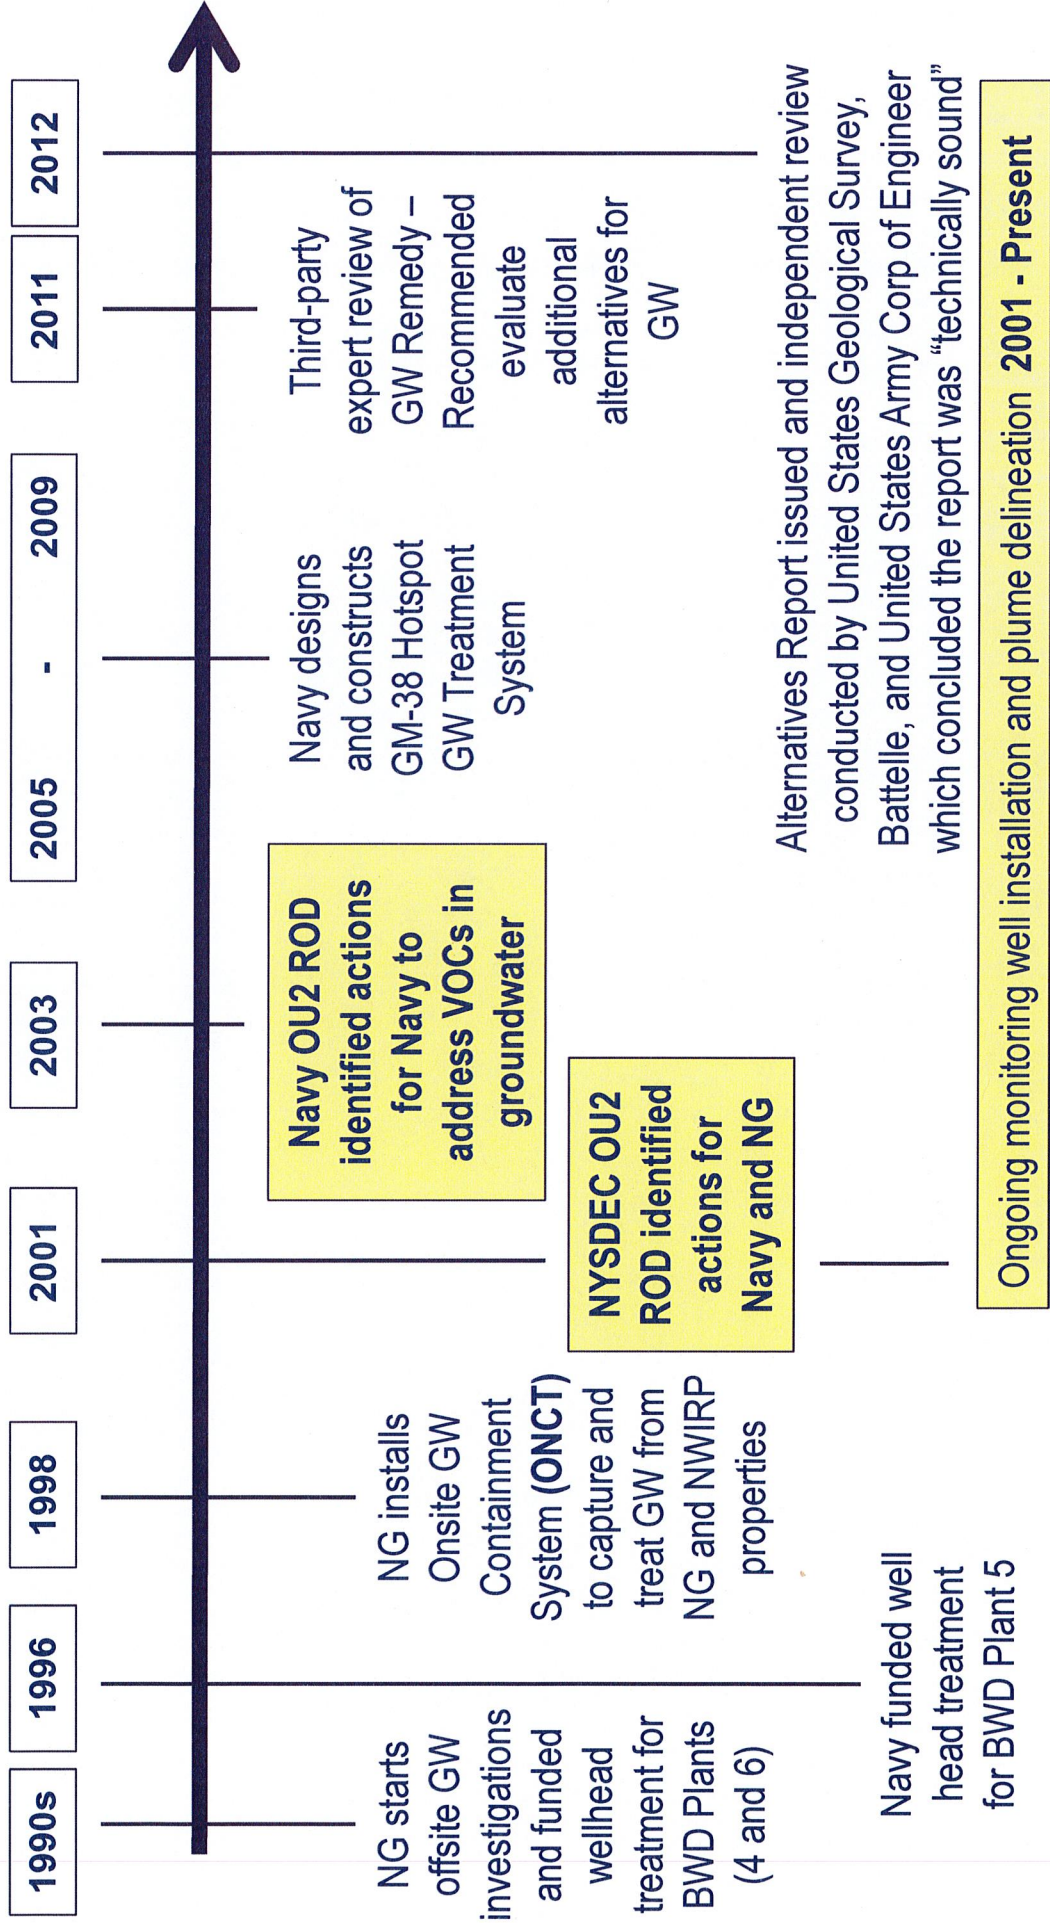 1990s
1996
1998
2001
2003
2005 - 2009
2011
2012
NG starts
offsite GW
investigations
and funded
wellhead
treatment for
BWD Plants
(4 and 6)
Navy funded well
head treatment
for BWD Plant 5
NG installs
Onsite GW
Containment
System (ONCT)
to capture and
treat GW from
NG and NWIRP
properties
NYSDEC OU2
ROD identified
actions for
Navy and NG
Navy OU2 ROD
identified actions
for Navy to
address VOCs in
groundwater
Navy designs
and constructs
GM-38 Hotspot
GW Treatment
System
Third-party
expert review of
GW Remedy –
Recommended
evaluate
additional
alternatives for
GW
Alternatives Report issued and independent review
conducted by United States Geological Survey,
Battelle, and United States Army Corp of Engineer
which concluded the report was “technically sound”
Ongoing monitoring well installation and plume delineation 2001 - Present